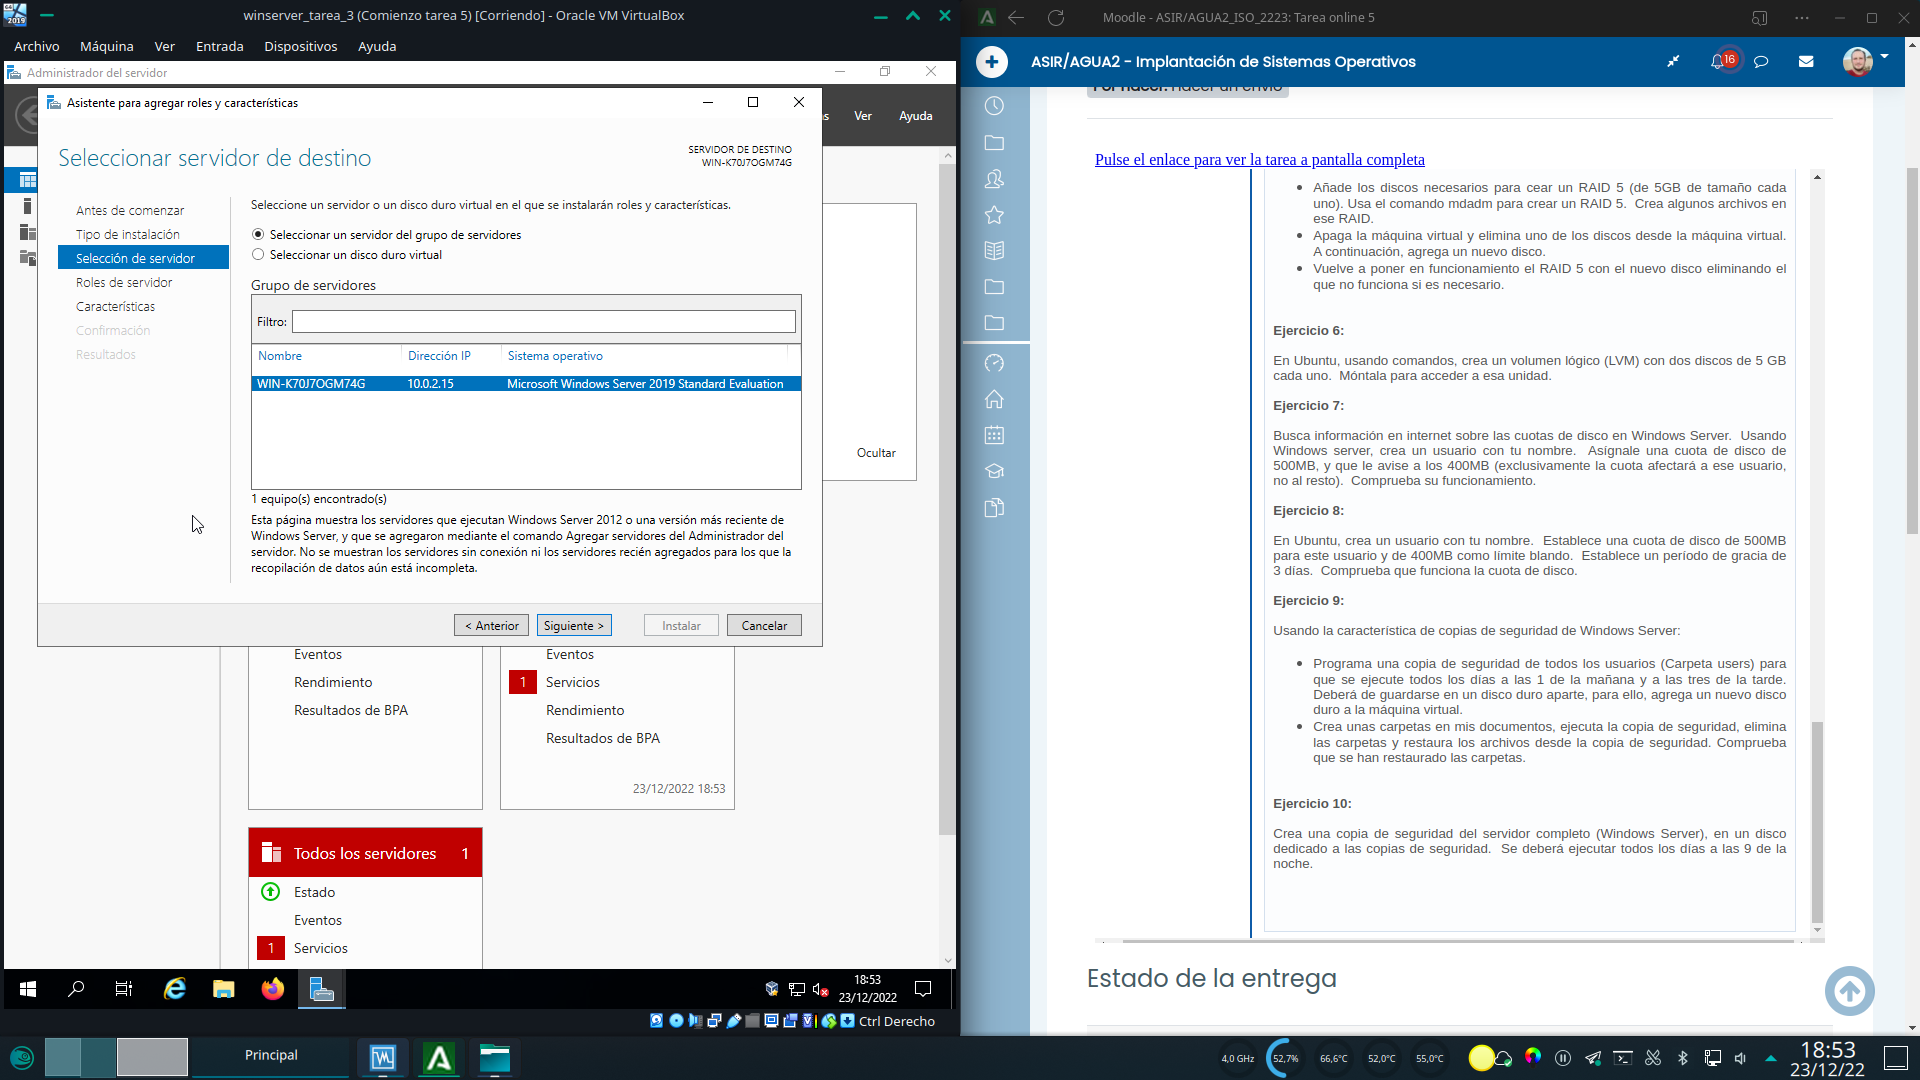 winserver_tarea_3 (Comienzo tarea 5) [Corriendo] - Oracle VM VirtualBox
Archivo Máquina Ver Entrada Dispositivos Ayuda
Administrador del servidor
Ver Ayuda
Asistente para agregar roles y características
Seleccionar servidor de destino
SERVIDOR DE DESTINO
WIN-K70J7OGM74G
Antes de comenzar
Tipo de instalación
Selección de servidor
Roles de servidor
Características
Confirmación
Resultados
Seleccione un servidor o un disco duro virtual en el que se instalarán roles y características.
Seleccionar un servidor del grupo de servidores
Seleccionar un disco duro virtual
Grupo de servidores
Filtro:
Nombre Dirección IP Sistema operativo
WIN-K70J7OGM74G 10.0.2.15 Microsoft Windows Server 2019 Standard Evaluation
1 equipo(s) encontrado(s)
Esta página muestra los servidores que ejecutan Windows Server 2012 o una versión más reciente de
Windows Server, y que se agregaron mediante el comando Agregar servidores del Administrador del
servidor. No se muestran los servidores sin conexión ni los servidores recién agregados para los que la
recopilación de datos aún está incompleta.
< Anterior Siguiente > Instalar Cancelar
Ocultar
Eventos
Rendimiento
Resultados de BPA
Eventos
1 Servicios
Rendimiento
Resultados de BPA
23/12/2022 18:53
Todos los servidores 1
Estado
Eventos
1 Servicios
18:53
23/12/2022
Ctrl Derecho
Moodle - ASIR/AGUA2_ISO_2223: Tarea online 5
ASIR/AGUA2 - Implantación de Sistemas Operativos
16
Por hacer: Hacer un envío
Pulse el enlace para ver la tarea a pantalla completa
• Añade los discos necesarios para cear un RAID 5 (de 5GB de tamaño cada
uno). Usa el comando mdadm para crear un RAID 5. Crea algunos archivos en
ese RAID.
• Apaga la máquina virtual y elimina uno de los discos desde la máquina virtual.
A continuación, agrega un nuevo disco.
• Vuelve a poner en funcionamiento el RAID 5 con el nuevo disco eliminando el
que no funciona si es necesario.
Ejercicio 6:
En Ubuntu, usando comandos, crea un volumen lógico (LVM) con dos discos de 5 GB
cada uno. Móntala para acceder a esa unidad.
Ejercicio 7:
Busca información en internet sobre las cuotas de disco en Windows Server. Usando
Windows server, crea un usuario con tu nombre. Asígnale una cuota de disco de
500MB, y que le avise a los 400MB (exclusivamente la cuota afectará a ese usuario,
no al resto). Comprueba su funcionamiento.
Ejercicio 8:
En Ubuntu, crea un usuario con tu nombre. Establece una cuota de disco de 500MB
para este usuario y de 400MB como límite blando. Establece un período de gracia de
3 días. Comprueba que funciona la cuota de disco.
Ejercicio 9:
Usando la característica de copias de seguridad de Windows Server:
• Programa una copia de seguridad de todos los usuarios (Carpeta users) para
que se ejecute todos los días a las 1 de la mañana y a las tres de la tarde.
Deberá de guardarse en un disco duro aparte, para ello, agrega un nuevo disco
duro a la máquina virtual.
• Crea unas carpetas en mis documentos, ejecuta la copia de seguridad, elimina
las carpetas y restaura los archivos desde la copia de seguridad. Comprueba
que se han restaurado las carpetas.
Ejercicio 10:
Crea una copia de seguridad del servidor completo (Windows Server), en un disco
dedicado a las copias de seguridad. Se deberá ejecutar todos los días a las 9 de la
noche.
Estado de la entrega
Principal
4,0 GHz 52,7% 66,6°C 52,0°C 55,0°C
18:53
23/12/22